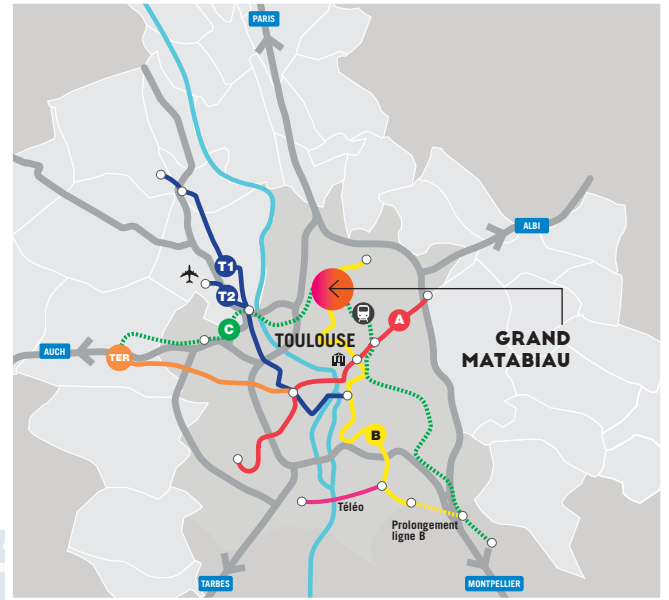 PARIS
ALBI
T1
T2
C
A
TOULOUSE
GRAND
MATABIAU
AUCH
TER
B
Téléo
Prolongement
ligne B
TARBES
MONTPELLIER